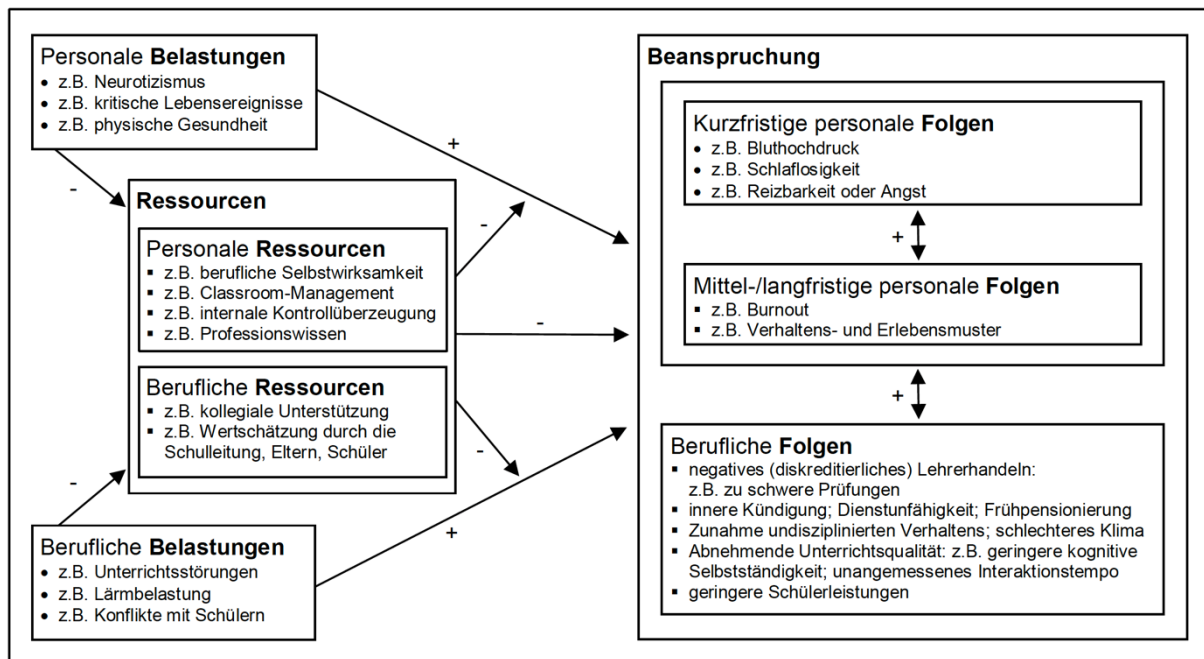 Personale Belastungen
• z.B. Neurotizismus
• z.B. kritische Lebensereignisse
• z.B. physische Gesundheit
-
Ressourcen
Personale Ressourcen
▪ z.B. berufliche Selbstwirksamkeit
▪ z.B. Classroom-Management
▪ z.B. internale Kontrollüberzeugung
▪ z.B. Professionswissen
Berufliche Ressourcen
▪ z.B. kollegiale Unterstützung
▪ z.B. Wertschätzung durch die
Schulleitung, Eltern, Schüler
-
Berufliche Belastungen
• z.B. Unterrichtsstörungen
• z.B. Lärmbelastung
• z.B. Konflikte mit Schülern
+
-
-
-
+
Beanspruchung
Kurzfristige personale Folgen
• z.B. Bluthochdruck
• z.B. Schlaflosigkeit
• z.B. Reizbarkeit oder Angst
+
Mittel-/langfristige personale Folgen
▪ z.B. Burnout
▪ z.B. Verhaltens- und Erlebensmuster
+
Berufliche Folgen
▪ negatives (diskreditierliches) Lehrerhandeln:
z.B. zu schwere Prüfungen
▪ innere Kündigung; Dienstunfähigkeit; Frühpensionierung
▪ Zunahme undisziplinierten Verhaltens; schlechteres Klima
▪ Abnehmende Unterrichtsqualität: z.B. geringere kognitive
Selbstständigkeit; unangemessenes Interaktionstempo
▪ geringere Schülerleistungen